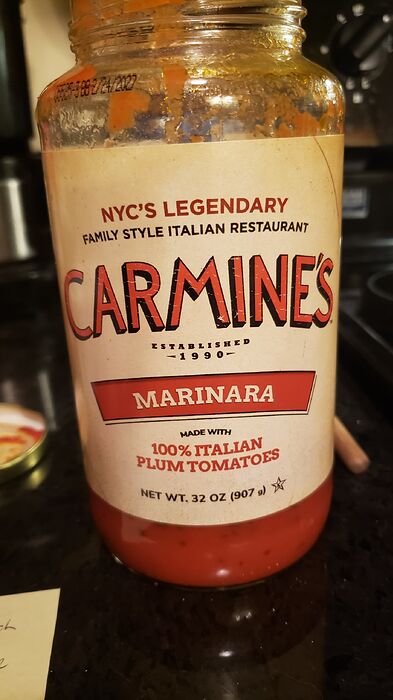 NYC'S LEGENDARY
FAMILY STYLE ITALIAN RESTAURANT
CARMINE'S
ESTABLISHED
1990
MARINARA
MADE WITH
100% ITALIAN
PLUM TOMATOES
NET WT. 32 OZ (907 g)